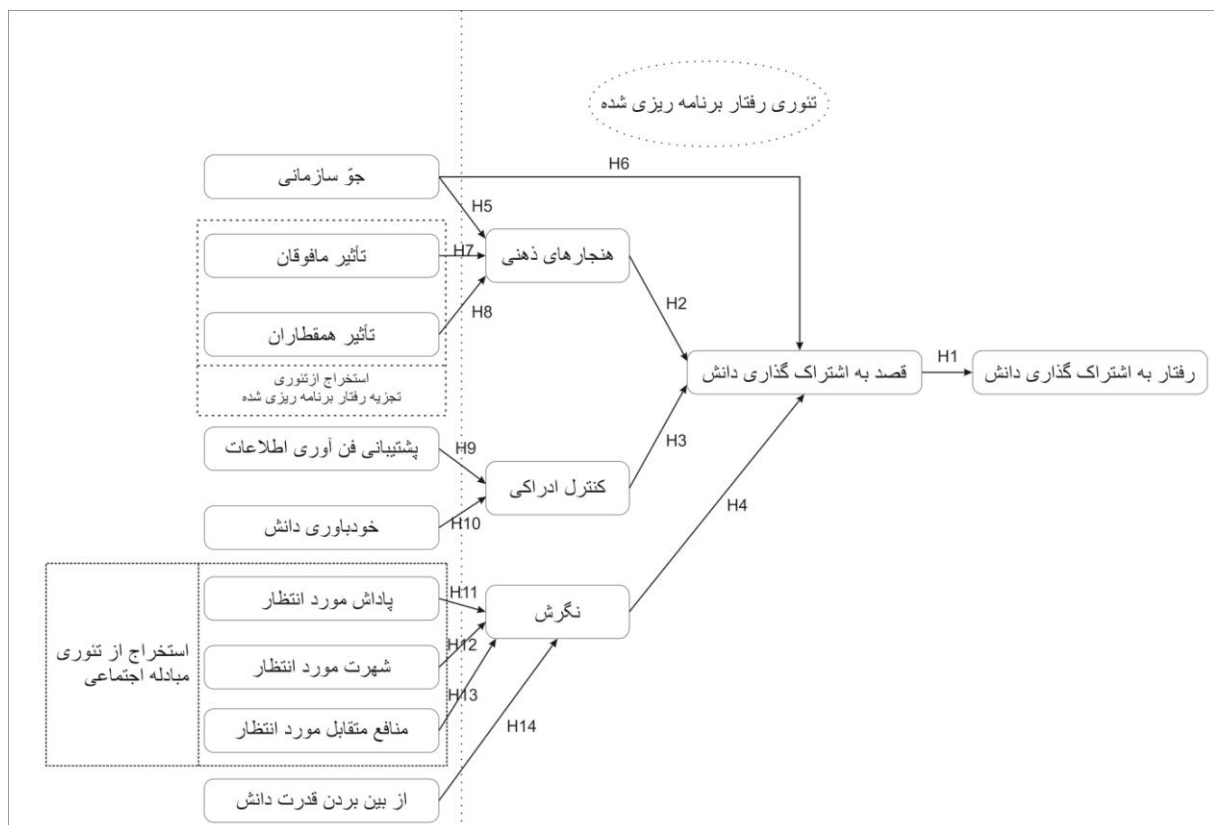 تئوری رفتار برنامه ریزی شده
H6
جوّ سازمانی
H5
تأثیر مافوقان
H7
هنجارهای ذهنی
H8
H2
تأثیر همقطاران
استخراج ازتئوری
تجزیه رفتار برنامه ریزی شده
قصد به اشتراک گذاری دانش
H1
رفتار به اشتراک گذاری دانش
پشتیبانی فن آوری اطلاعات
H9
H3
کنترل ادراکی
H10
خودباوری دانش
H4
پاداش مورد انتظار
H11
نگرش
H12
شهرت مورد انتظار
استخراج از تئوری
مبادله اجتماعی
H13
منافع متقابل مورد انتظار
H14
از بین بردن قدرت دانش